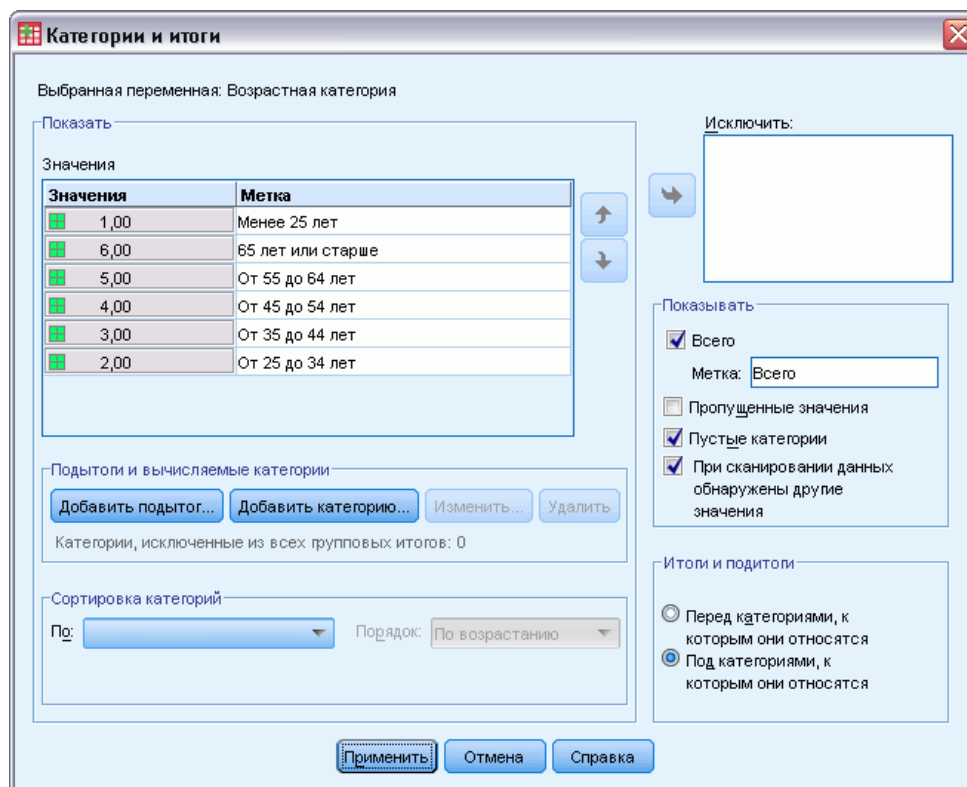 Категории и итоги
Выбранная переменная: Возрастная категория
Показать
Значения
Значения Метка
1,00 Менее 25 лет
6,00 65 лет или старше
5,00 От 55 до 64 лет
4,00 От 45 до 54 лет
3,00 От 35 до 44 лет
2,00 От 25 до 34 лет
Подытоги и вычисляемые категории
Добавить подытог... Добавить категорию... Изменить... Удалить
Категории, исключенные из всех групповых итогов: 0
Сортировка категорий
По: Порядок: По возрастанию
Исключить:
Показывать
Всего
Метка: Всего
Пропущенные значения
Пустые категории
При сканировании данных
обнаружены другие
значения
Итоги и подитоги
Перед категориями, к
которым они относятся
Под категориями, к
которым они относятся
Применить Отмена Справка